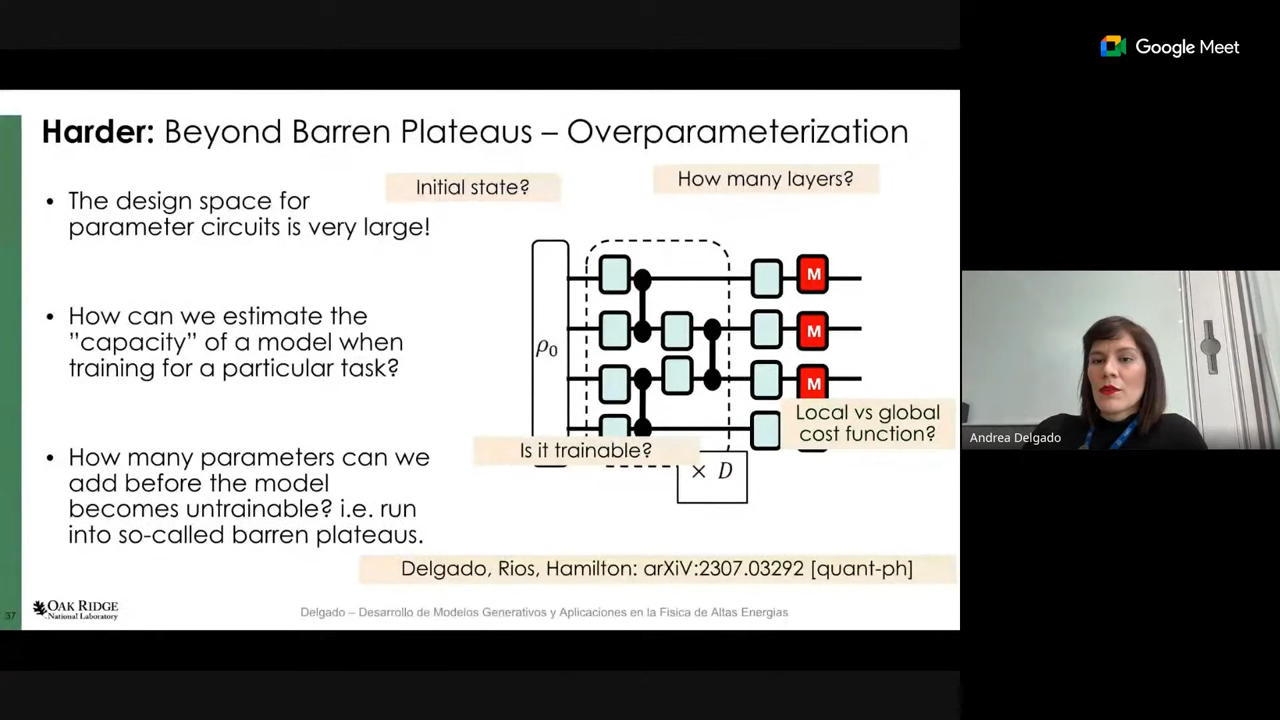 Google Meet
Harder: Beyond Barren Plateaus – Overparameterization
Initial state?
How many layers?
• The design space for
parameter circuits is very large!
• How can we estimate the
”capacity” of a model when
training for a particular task?
• How many parameters can we
add before the model
becomes untrainable? i.e. run
into so-called barren plateaus.
ρ0
M
M
M
Local vs global
cost function?
Is it trainable?
× D
Delgado, Rios, Hamilton: arXiV:2307.03292 [quant-ph]
37
OAK RIDGE
National Laboratory
Delgado – Desarrollo de Modelos Generativos y Aplicaciones en la Fisica de Altas Energias
Andrea Delgado